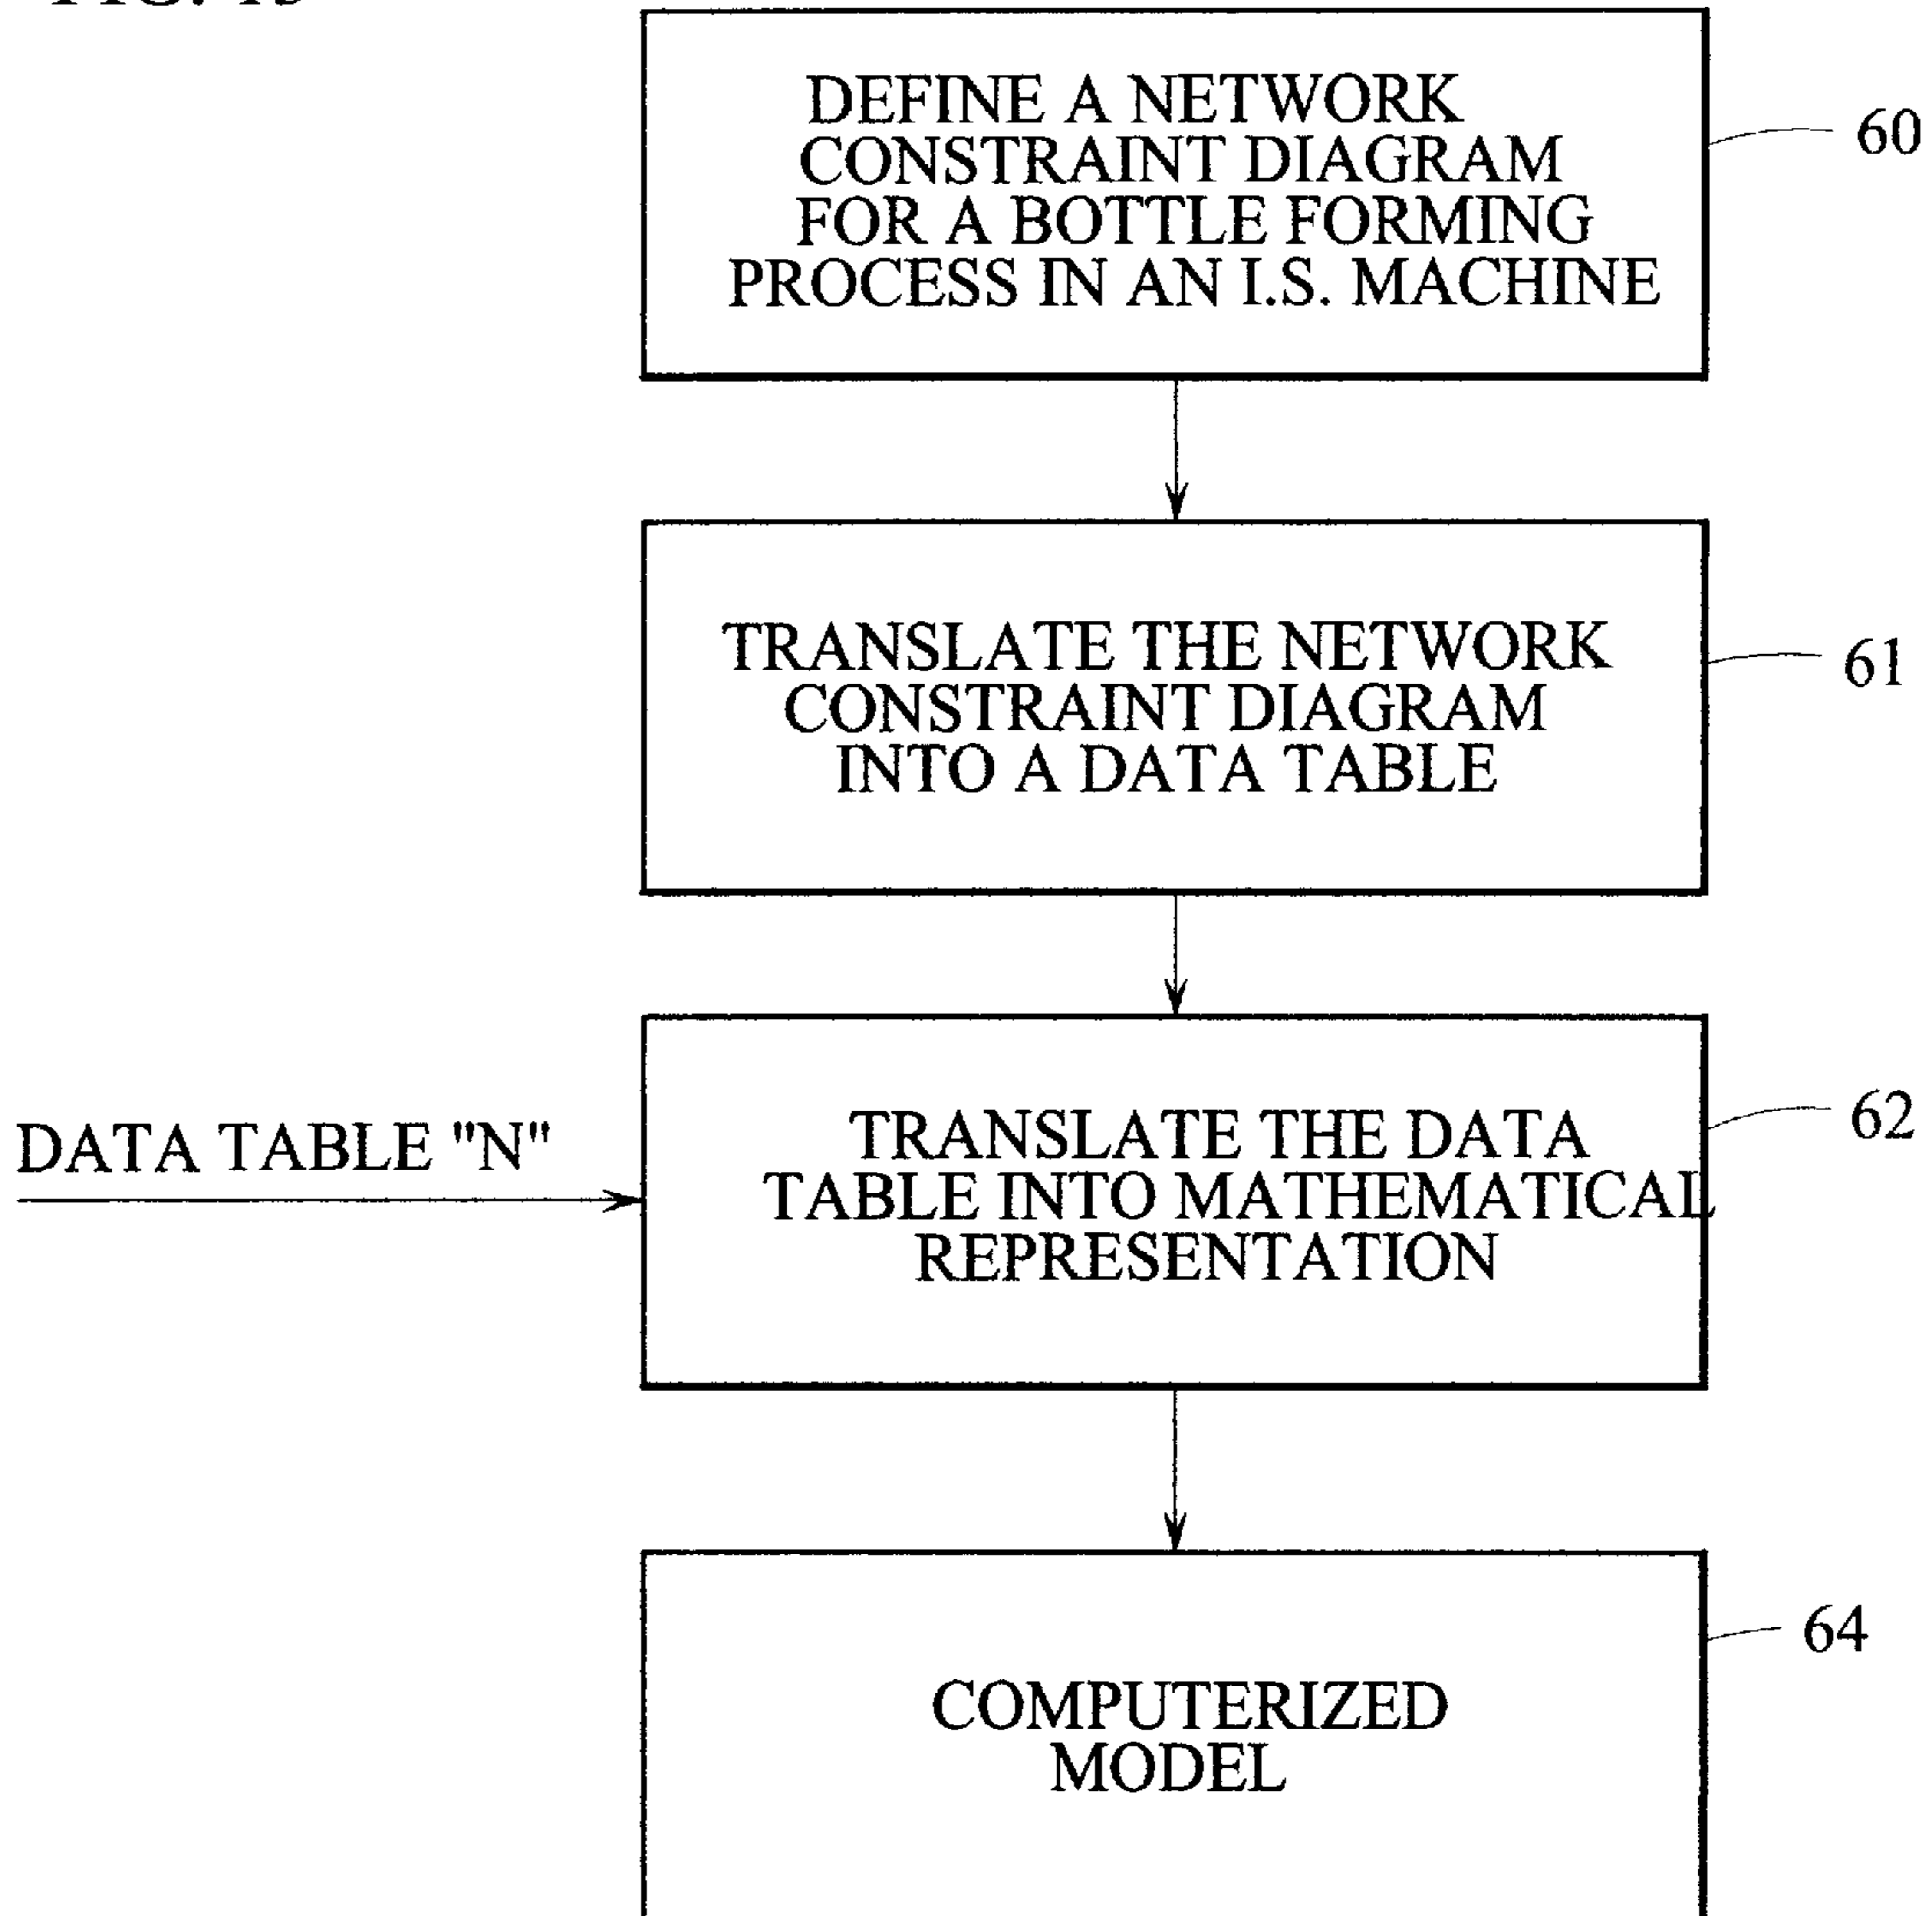 DEFINE A NETWORK
CONSTRAINT DIAGRAM
FOR A BOTTLE FORMING
PROCESS IN AN I.S. MACHINE
60
TRANSLATE THE NETWORK
CONSTRAINT DIAGRAM
INTO A DATA TABLE
61
DATA TABLE "N"
TRANSLATE THE DATA
TABLE INTO MATHEMATICAL
REPRESENTATION
62
COMPUTERIZED
MODEL
64